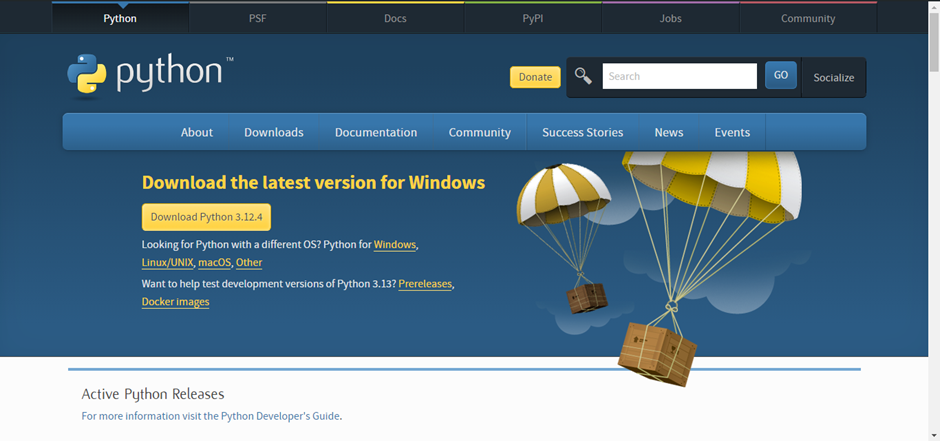 Python PSF Docs PyPI Jobs Community
python™
Donate Search GO Socialize
About Downloads Documentation Community Success Stories News Events
Download the latest version for Windows
Download Python 3.12.4
Looking for Python with a different OS? Python for Windows,
Linux/UNIX, macOS, Other
Want to help test development versions of Python 3.13? Prereleases,
Docker images
Active Python Releases
For more information visit the Python Developer's Guide.